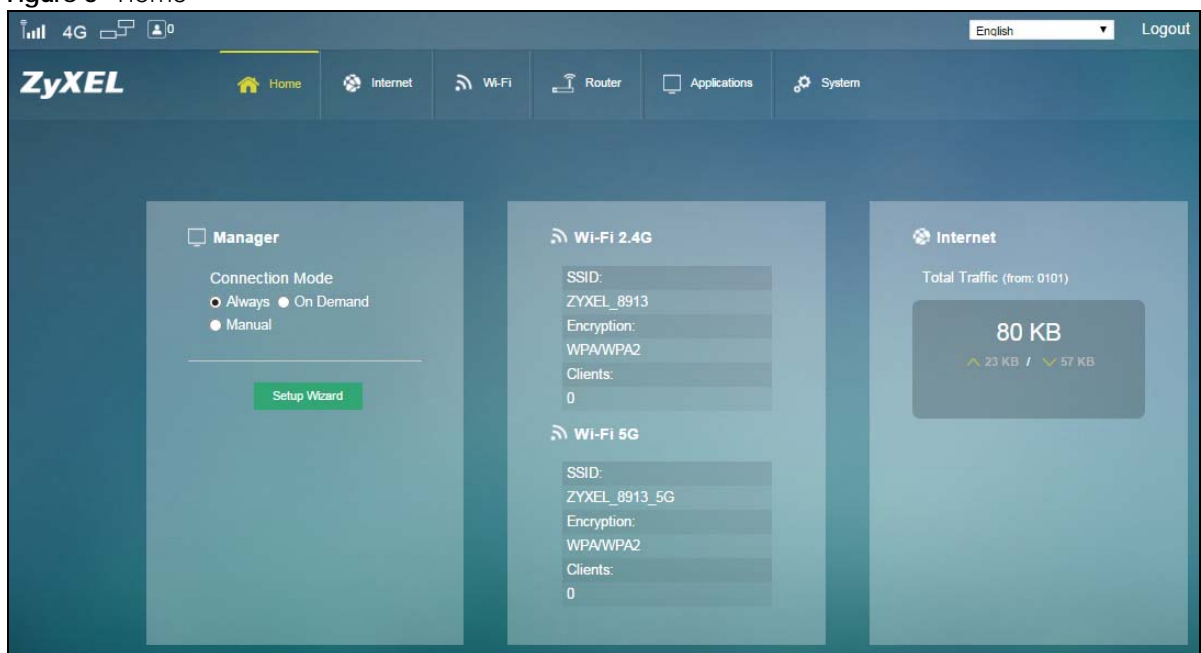 4G 0 English Logout
ZyXEL Home Internet Wi-Fi Router Applications System
Manager
Connection Mode
Always On Demand
Manual
Setup Wizard
Wi-Fi 2.4G
SSID:
ZYXEL_8913
Encryption:
WPA/WPA2
Clients:
0
Wi-Fi 5G
SSID:
ZYXEL_8913_5G
Encryption:
WPA/WPA2
Clients:
0
Internet
Total Traffic (from: 0101)
80 KB
23 KB / 57 KB